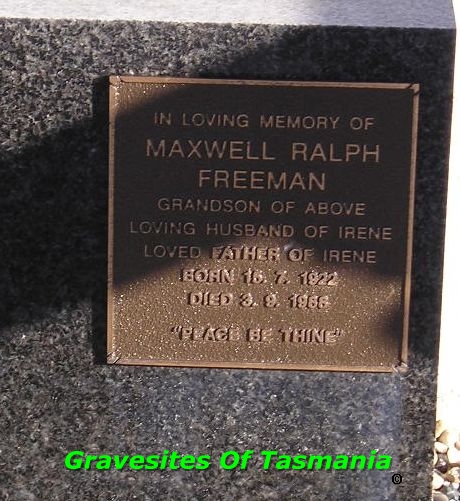 IN LOVING MEMORY OF
MAXWELL RALPH
FREEMAN
GRANDSON OF ABOVE
LOVING HUSBAND OF IRENE
LOVED FATHER OF IRENE
BORN 16. 7. 1922
DIED 3. 9. 1988
"PEACE BE THINE"
Gravesites Of Tasmania
©